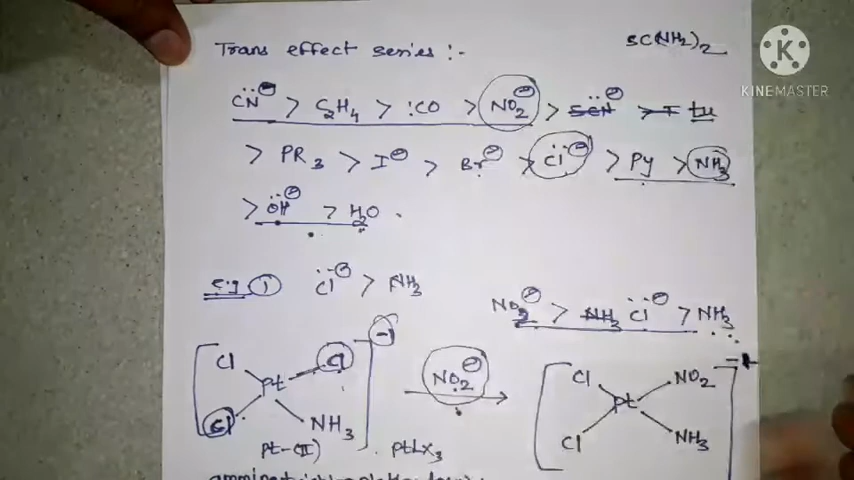 Trans effect series :-
SC(NH2)2
KINEMASTER
CN⊖ > C2H4 > :CO > NO2⊖ > SCN⊖ > I tu
> PR3 > I⊖ > Br⊖ > Cl⊖ > Py > NH3
> OH⊖ > H2O .
e.g ① Cl⊖ > NH3
NO2⊖ > NH3 Cl⊖ > NH3
[Cl Cl Pt Cl NH3]-1
NO2⊖
[Cl NO2 Pt Cl NH3]
Pt-(II) . PtLX3